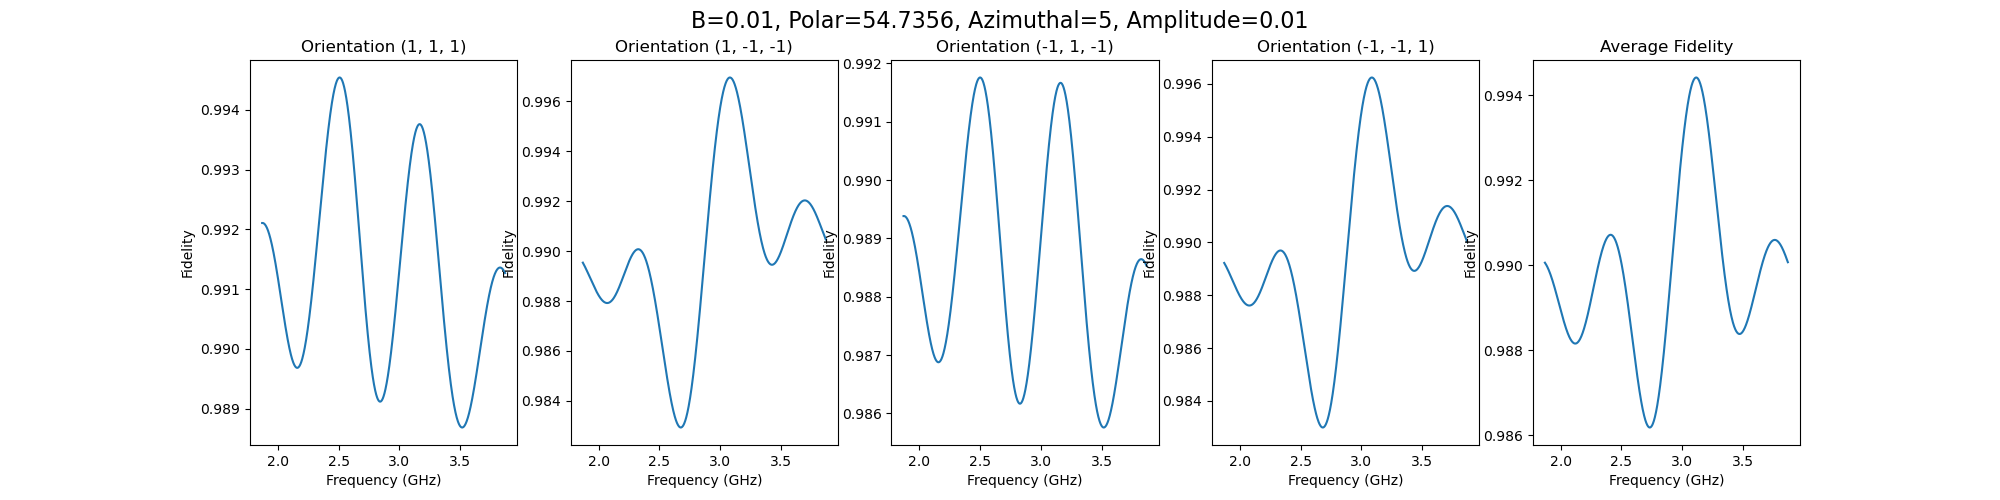 B=0.01, Polar=54.7356, Azimuthal=5, Amplitude=0.01
Orientation (1, 1, 1)
0.994
0.993
0.992
0.991
0.990
0.989
Fidelity
2.0 2.5 3.0 3.5
Frequency (GHz)
Orientation (1, -1, -1)
0.996
0.994
0.992
0.990
0.988
0.986
0.984
Fidelity
2.0 2.5 3.0 3.5
Frequency (GHz)
Orientation (-1, 1, -1)
0.992
0.991
0.990
0.989
0.988
0.987
0.986
Fidelity
2.0 2.5 3.0 3.5
Frequency (GHz)
Orientation (-1, -1, 1)
0.996
0.994
0.992
0.990
0.988
0.986
0.984
Fidelity
2.0 2.5 3.0 3.5
Frequency (GHz)
Average Fidelity
0.994
0.992
0.990
0.988
0.986
Fidelity
2.0 2.5 3.0 3.5
Frequency (GHz)